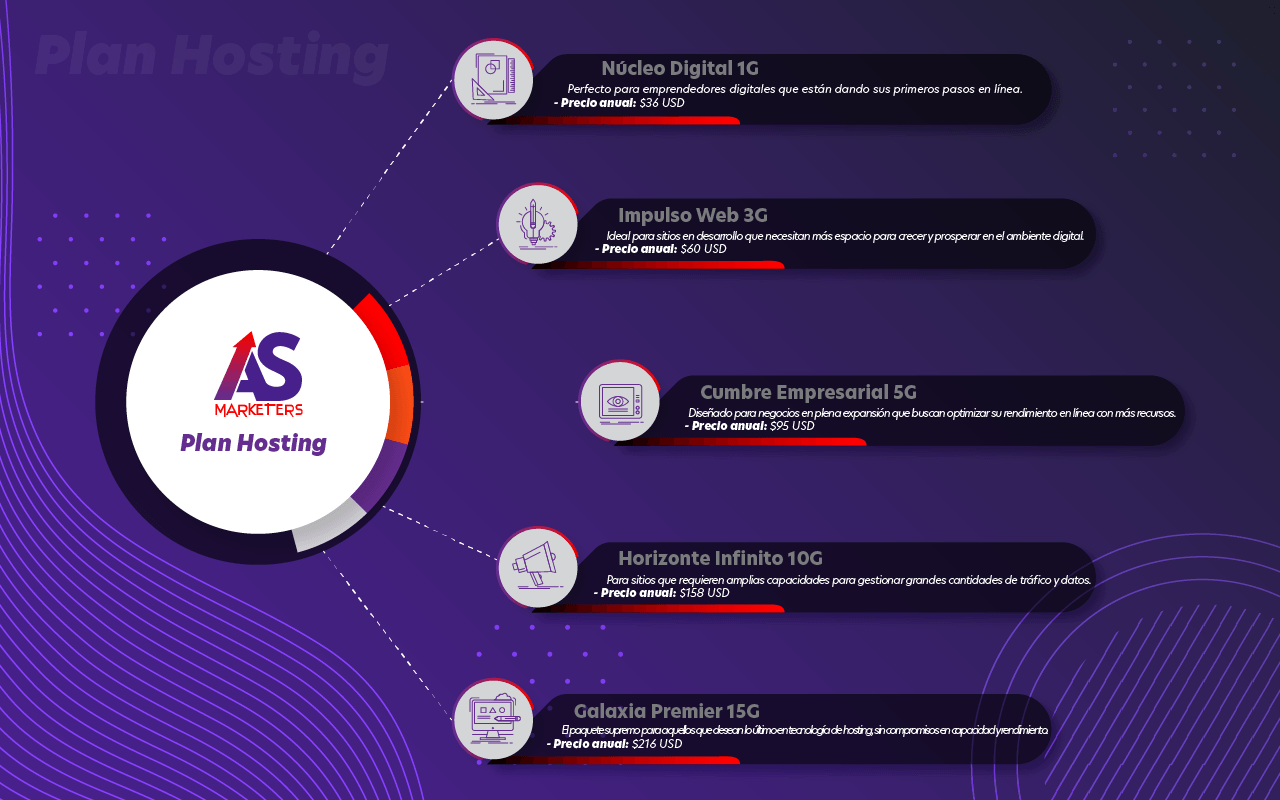 Plan Hosting
Núcleo Digital 1G
Perfecto para emprendedores digitales que están dando sus primeros pasos en línea.
- Precio anual: $36 USD
Impulso Web 3G
Ideal para sitios en desarrollo que necesitan más espacio para crecer y prosperar en el ambiente digital.
- Precio anual: $60 USD
AS
MARKETERS
Plan Hosting
Cumbre Empresarial 5G
Diseñado para negocios en plena expansión que buscan optimizar su rendimiento en línea con más recursos.
- Precio anual: $95 USD
Horizonte Infinito 10G
Para sitios que requieren amplias capacidades para gestionar grandes cantidades de tráfico y datos.
- Precio anual: $158 USD
Galaxia Premier 15G
El paquete supremo para aquellos que desean lo último en tecnología de hosting, sin compromisos en capacidad y rendimiento.
- Precio anual: $216 USD